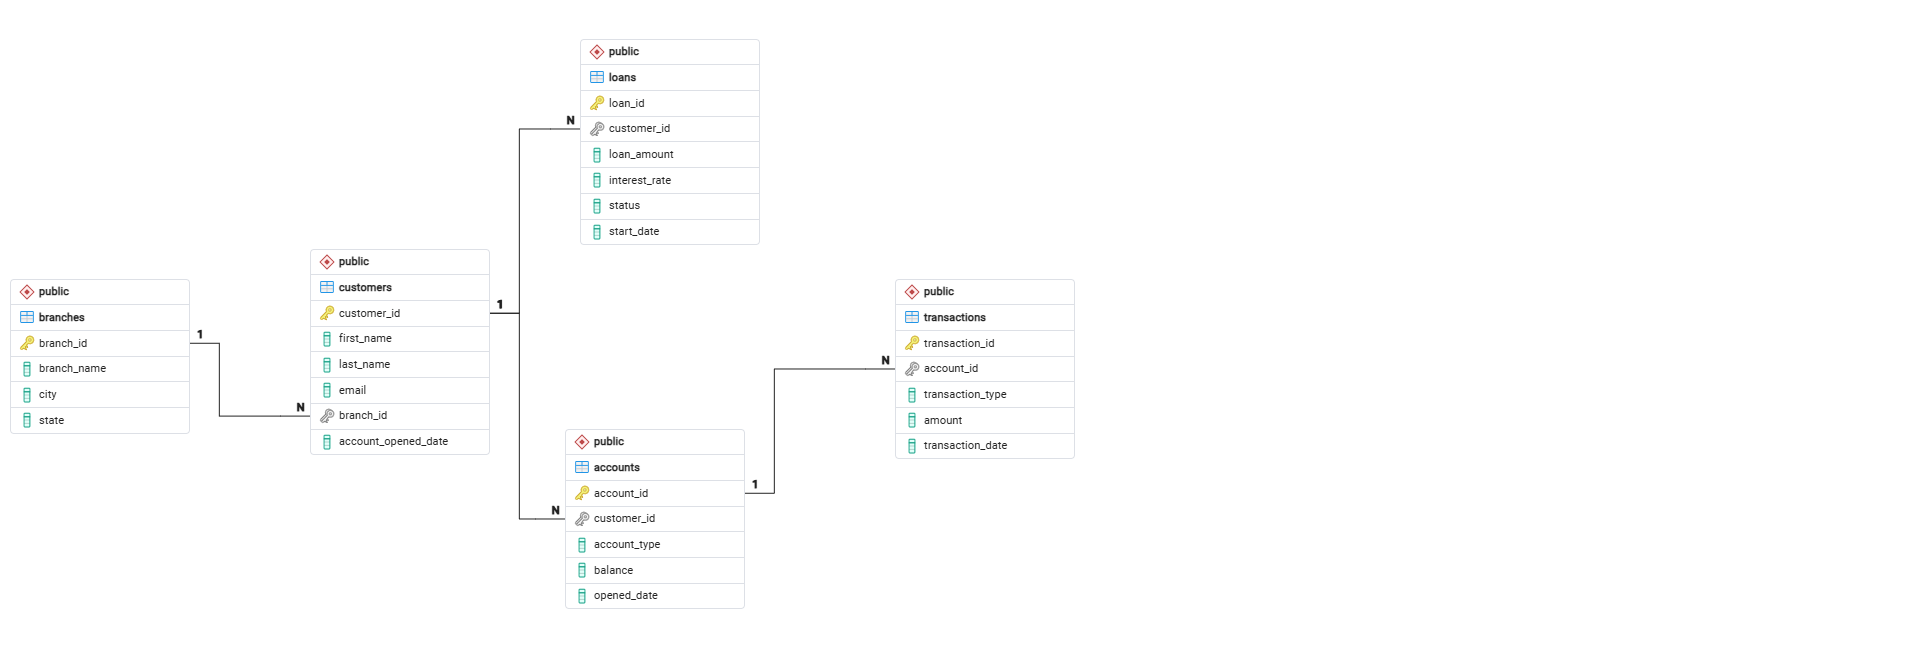 public
loans
loan_id
N
customer_id
loan_amount
interest_rate
status
start_date
public
customers
1
customer_id
first_name
last_name
email
N
branch_id
account_opened_date
public
branches
1
branch_id
branch_name
city
state
public
transactions
transaction_id
N
account_id
transaction_type
amount
transaction_date
public
accounts
1
account_id
N
customer_id
account_type
balance
opened_date